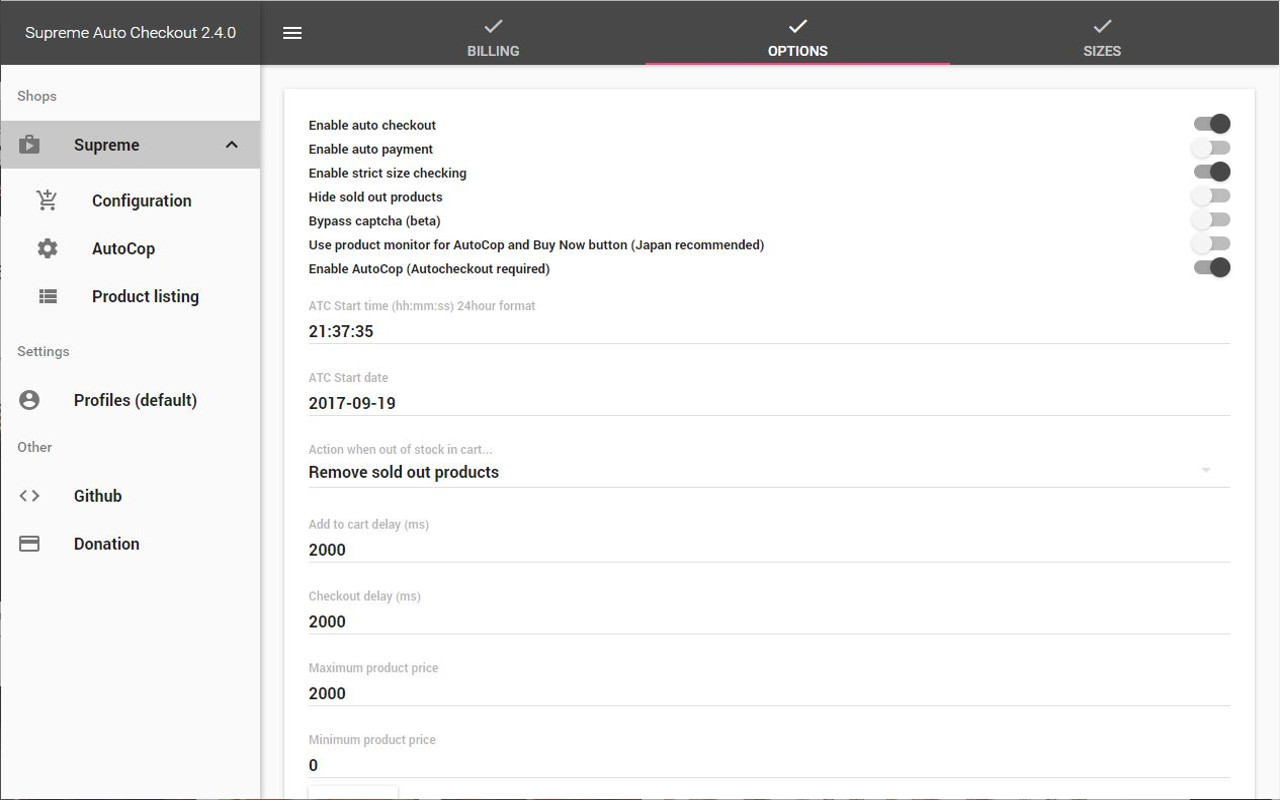 Supreme Auto Checkout 2.4.0
BILLING
OPTIONS
SIZES
Shops
Supreme
Configuration
AutoCop
Product listing
Settings
Profiles (default)
Other
Github
Donation
Enable auto checkout
Enable auto payment
Enable strict size checking
Hide sold out products
Bypass captcha (beta)
Use product monitor for AutoCop and Buy Now button (Japan recommended)
Enable AutoCop (Autocheckout required)
ATC Start time (hh:mm:ss) 24hour format
21:37:35
ATC Start date
2017-09-19
Action when out of stock in cart...
Remove sold out products
Add to cart delay (ms)
2000
Checkout delay (ms)
2000
Maximum product price
2000
Minimum product price
0